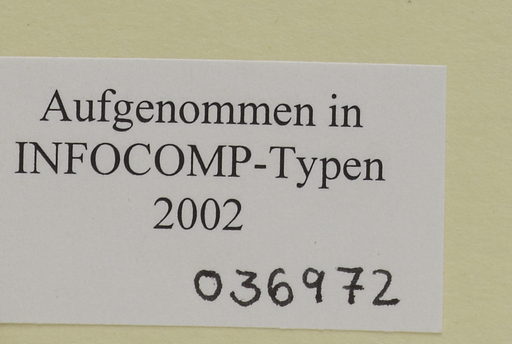 Aufgenommen in
INFOCOMP-Typen
2002
036972